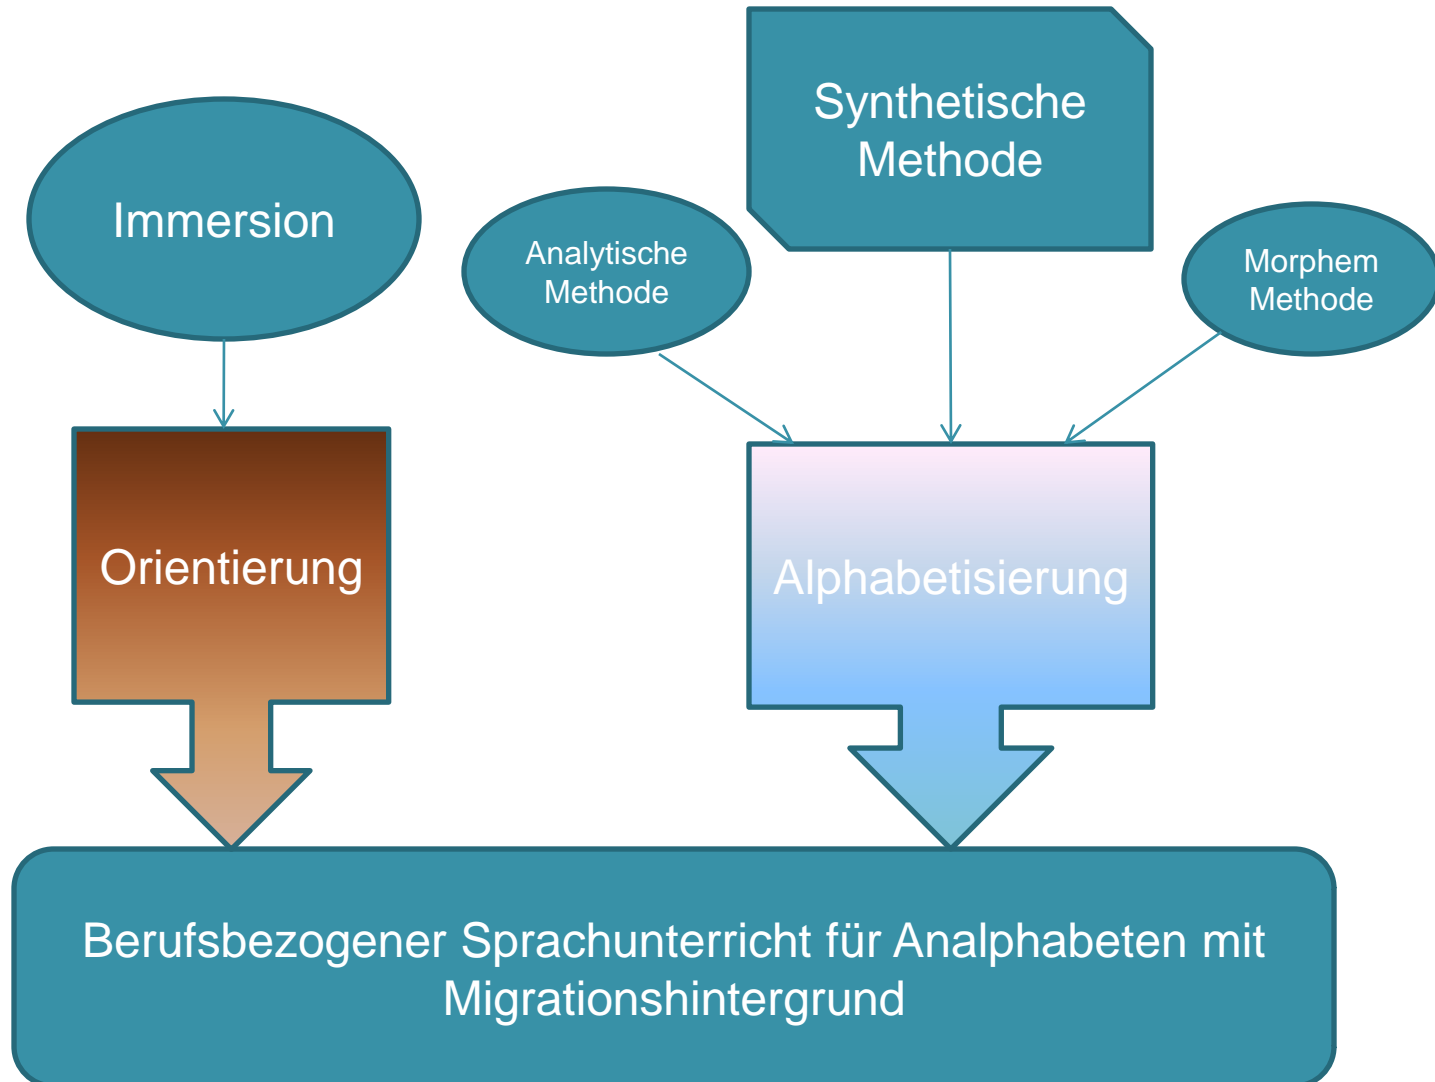 Immersion
Synthetische
Methode
Analytische
Methode
Morphem
Methode
Orientierung
Alphabetisierung
Berufsbezogener Sprachunterricht für Analphabeten mit
Migrationshintergrund